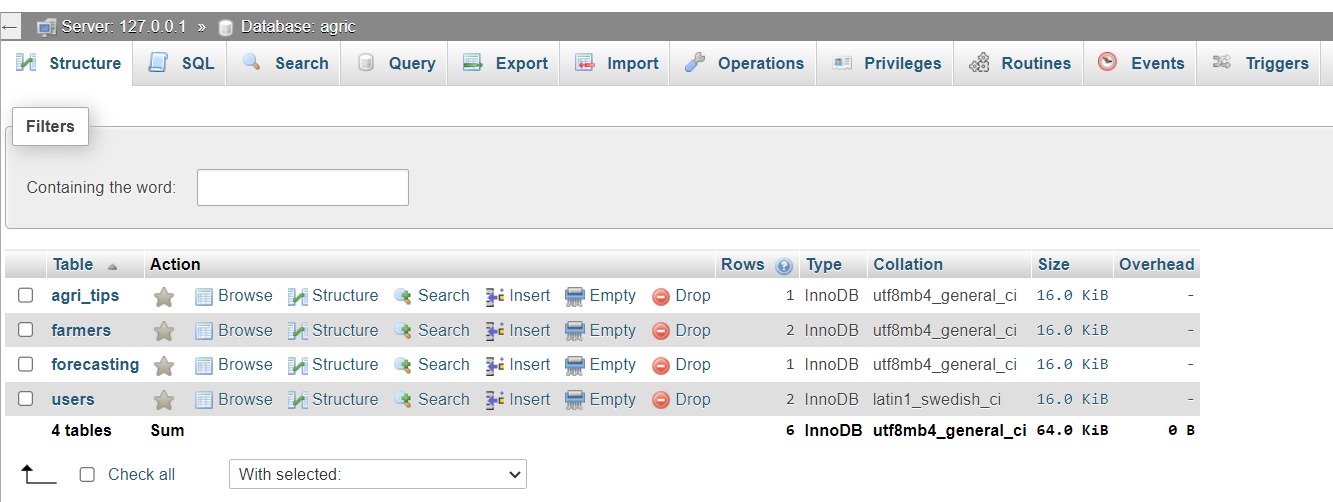 ← Server: 127.0.0.1 » Database: agric
Structure SQL Search Query Export Import Operations Privileges Routines Events Triggers
Filters
Containing the word:
Table Action Rows Type Collation Size Overhead
agri_tips Browse Structure Search Insert Empty Drop 1 InnoDB utf8mb4_general_ci 16.0 KiB -
farmers Browse Structure Search Insert Empty Drop 2 InnoDB utf8mb4_general_ci 16.0 KiB -
forecasting Browse Structure Search Insert Empty Drop 1 InnoDB utf8mb4_general_ci 16.0 KiB -
users Browse Structure Search Insert Empty Drop 2 InnoDB latin1_swedish_ci 16.0 KiB -
4 tables Sum 6 InnoDB utf8mb4_general_ci 64.0 KiB 0 B
Check all With selected: